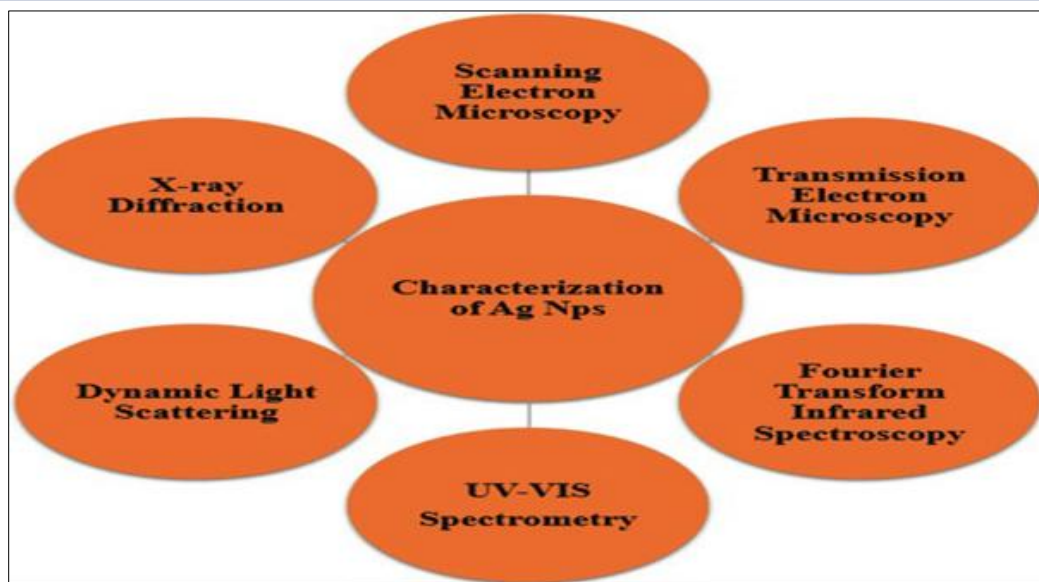 Scanning
Electron
Microscopy
X-ray
Diffraction
Transmission
Electron
Microscopy
Characterization
of Ag Nps
Dynamic Light
Scattering
Fourier
Transform
Infrared
Spectroscopy
UV-VIS
Spectrometry